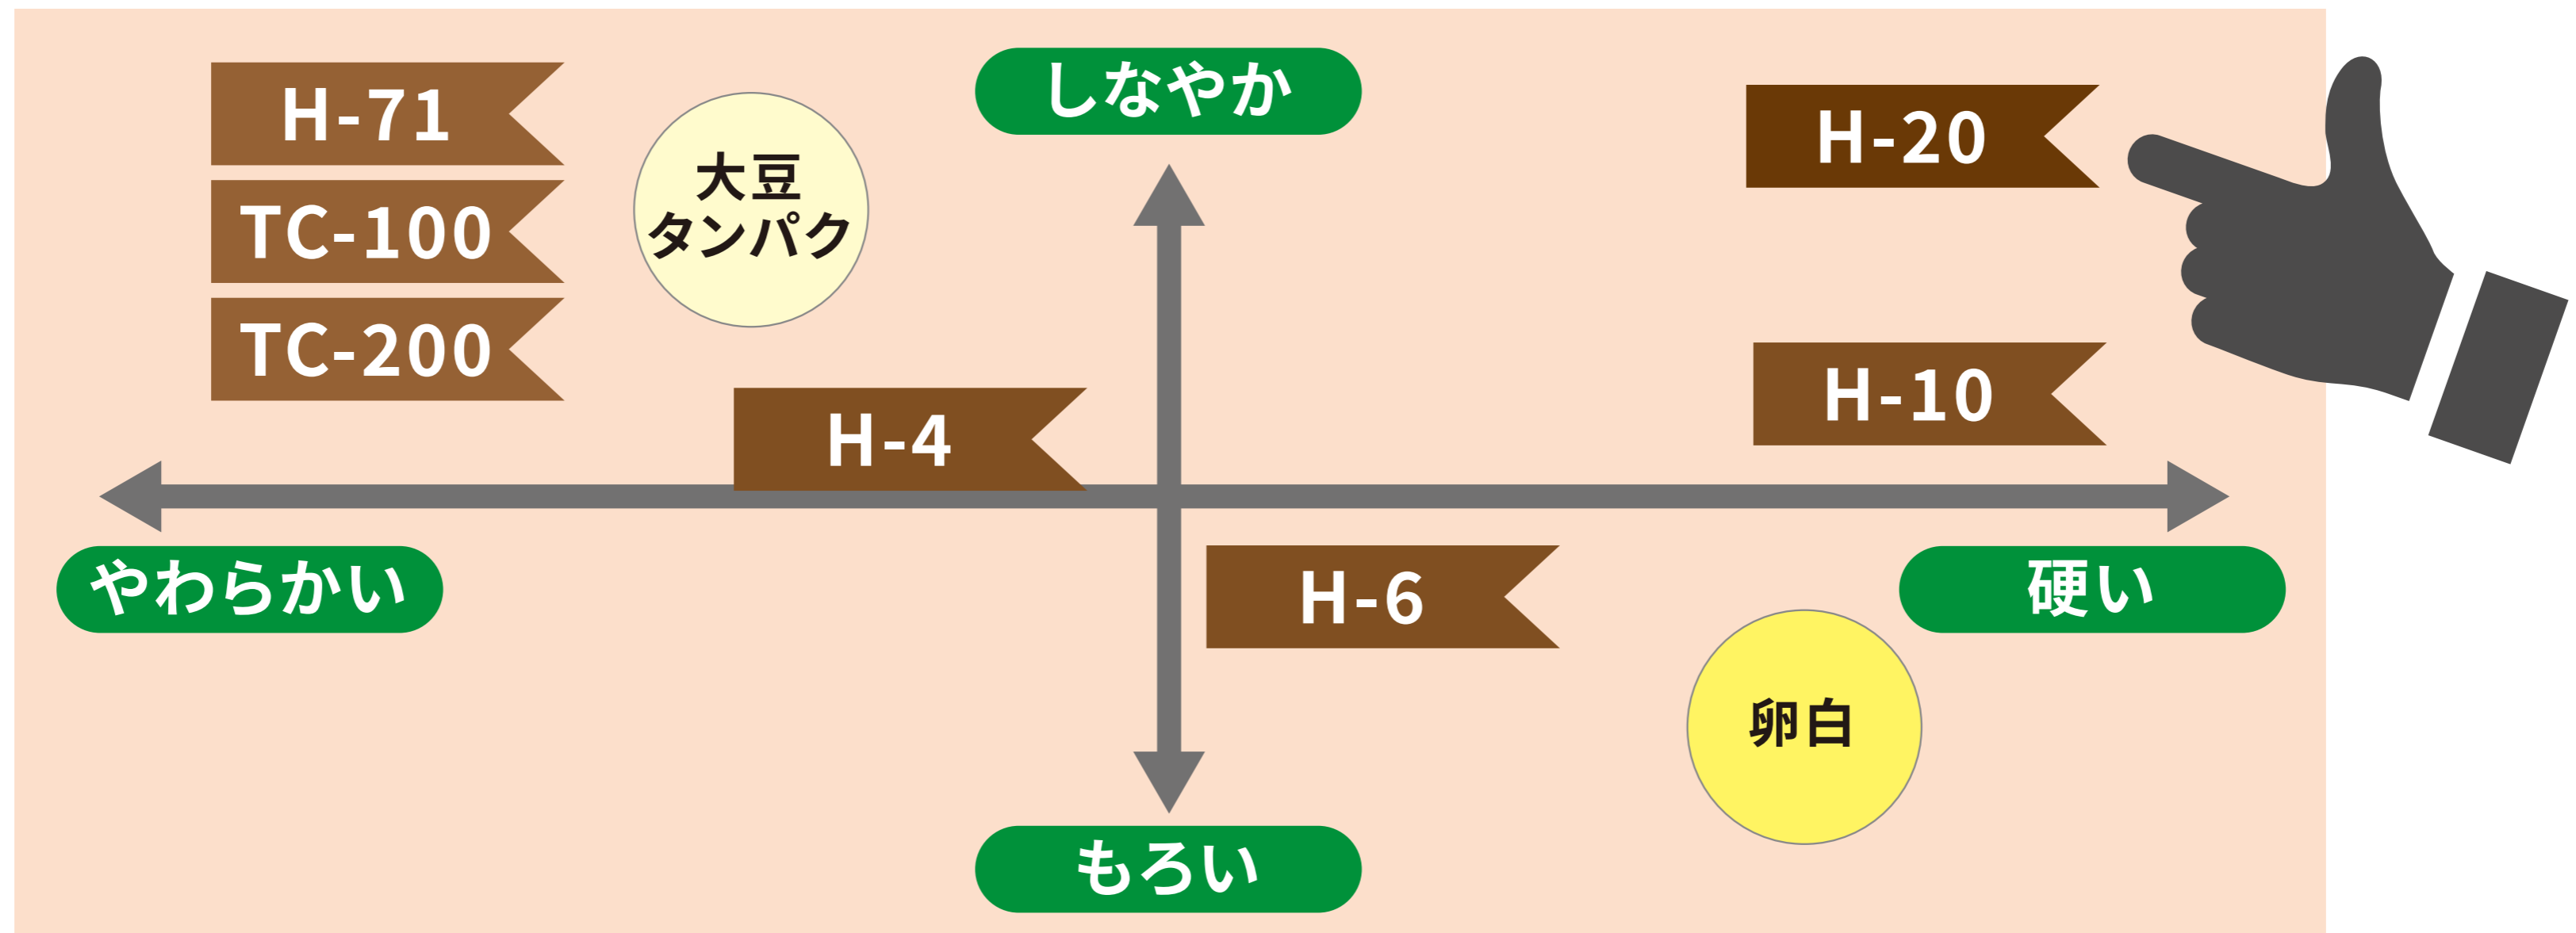 しなやか
H-71
TC-100
TC-200
大豆
タンパク
H-20
H-4
H-10
やわらかい
硬い
H-6
卵白
もろい